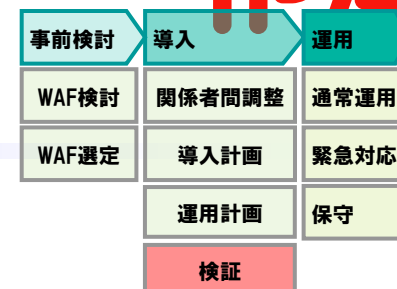 事前検討 導入 運用
WAF検討 関係者間調整 通常運用
WAF選定 導入計画 緊急対応
運用計画 保守
検証